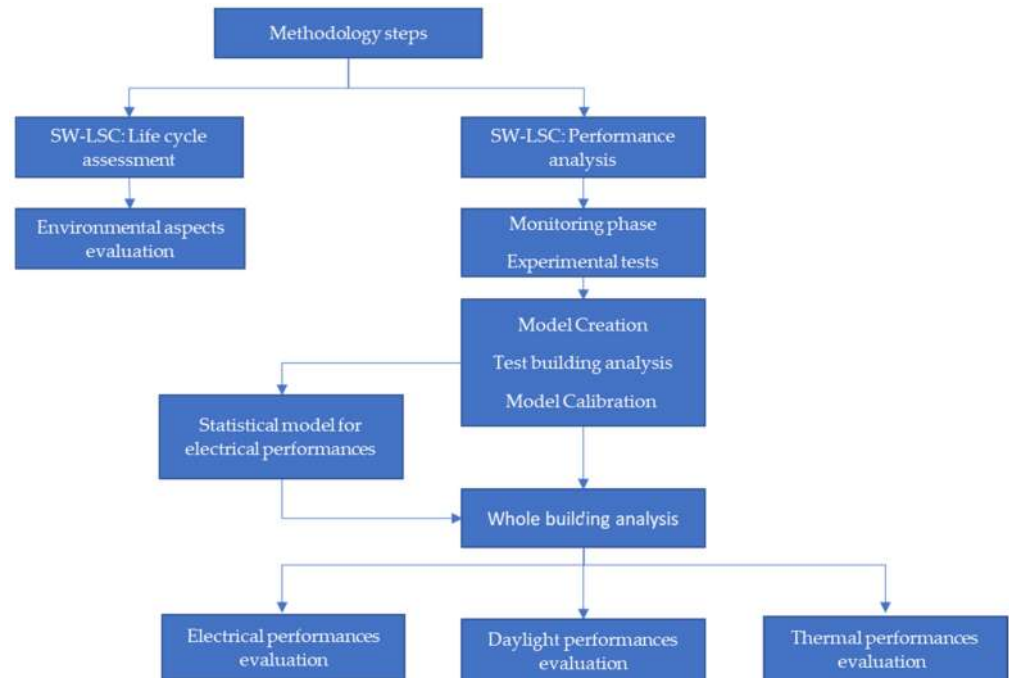 Methodology steps
SW-LSC: Life cycle
assessment
SW-LSC: Performance
analysis
Environmental aspects
evaluation
Monitoring phase
Experimental tests
Model Creation
Test building analysis
Model Calibration
Statistical model for
electrical performances
Whole building analysis
Electrical performances
evaluation
Daylight performances
evaluation
Thermal performances
evaluation